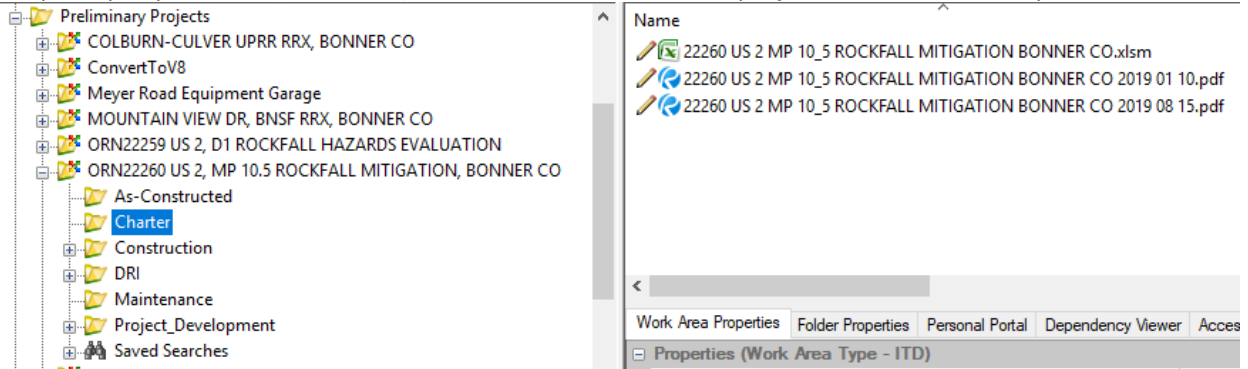 Preliminary Projects
COLBURN-CULVER UPRR RRX, BONNER CO
ConvertToV8
Meyer Road Equipment Garage
MOUNTAIN VIEW DR, BNSF RRX, BONNER CO
ORN22259 US 2, D1 ROCKFALL HAZARDS EVALUATION
ORN22260 US 2, MP 10.5 ROCKFALL MITIGATION, BONNER CO
As-Constructed
Charter
Construction
DRI
Maintenance
Project_Development
Saved Searches
Name
22260 US 2 MP 10_5 ROCKFALL MITIGATION BONNER CO.xlsm
22260 US 2 MP 10_5 ROCKFALL MITIGATION BONNER CO 2019 01 10.pdf
22260 US 2 MP 10_5 ROCKFALL MITIGATION BONNER CO 2019 08 15.pdf
Work Area Properties Folder Properties Personal Portal Dependency Viewer Acces
Properties (Work Area Type - ITD)